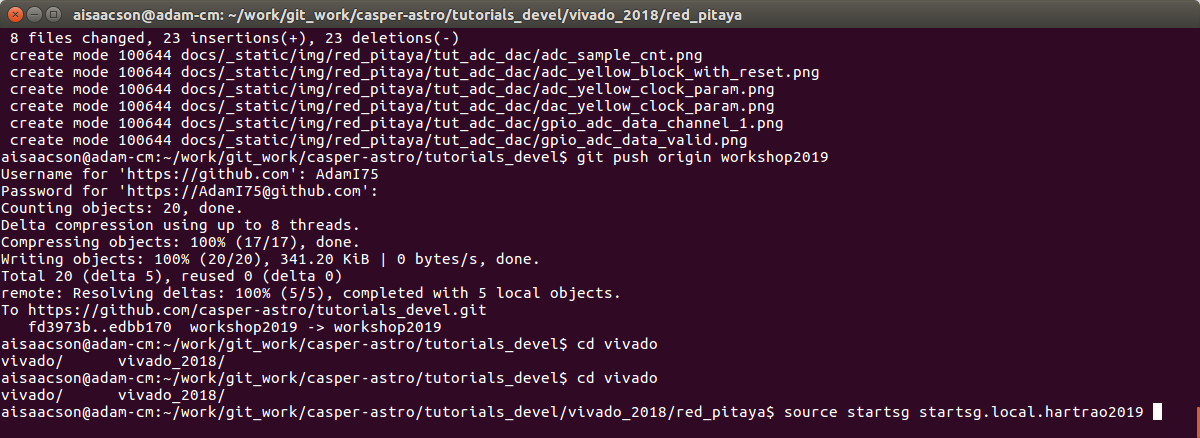 aisaacson@adam-cm: ~/work/git_work/casper-astro/tutorials_devel/vivado_2018/red_pitaya
8 files changed, 23 insertions(+), 23 deletions(-)
create mode 100644 docs/_static/img/red_pitaya/tut_adc_dac/adc_sample_cnt.png
create mode 100644 docs/_static/img/red_pitaya/tut_adc_dac/adc_yellow_block_with_reset.png
create mode 100644 docs/_static/img/red_pitaya/tut_adc_dac/adc_yellow_clock_param.png
create mode 100644 docs/_static/img/red_pitaya/tut_adc_dac/dac_yellow_clock_param.png
create mode 100644 docs/_static/img/red_pitaya/tut_adc_dac/gpio_adc_data_channel_1.png
create mode 100644 docs/_static/img/red_pitaya/tut_adc_dac/gpio_adc_data_valid.png
aisaacson@adam-cm:~/work/git_work/casper-astro/tutorials_devel$ git push origin workshop2019
Username for 'https://github.com': AdamI75
Password for 'https://AdamI75@github.com':
Counting objects: 20, done.
Delta compression using up to 8 threads.
Compressing objects: 100% (17/17), done.
Writing objects: 100% (20/20), 341.20 KiB | 0 bytes/s, done.
Total 20 (delta 5), reused 0 (delta 0)
remote: Resolving deltas: 100% (5/5), completed with 5 local objects.
To https://github.com/casper-astro/tutorials_devel.git
fd3973b..edbb170  workshop2019 -> workshop2019
aisaacson@adam-cm:~/work/git_work/casper-astro/tutorials_devel$ cd vivado
vivado/      vivado_2018/
aisaacson@adam-cm:~/work/git_work/casper-astro/tutorials_devel$ cd vivado
vivado/      vivado_2018/
aisaacson@adam-cm:~/work/git_work/casper-astro/tutorials_devel/vivado_2018/red_pitaya$ source startsg startsg.local.hartrao2019